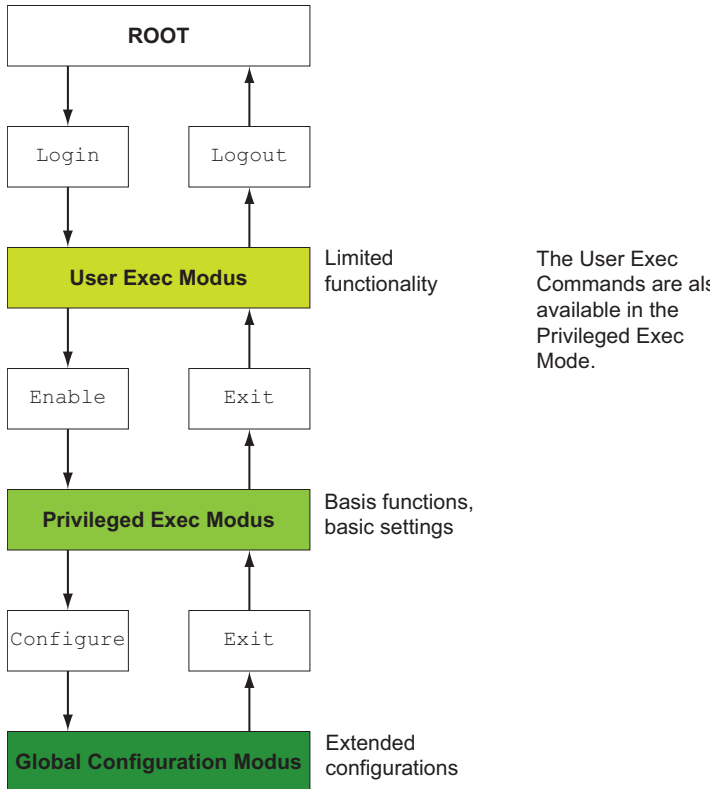 ROOT
Login
Logout
User Exec Modus
Limited
functionality
The User Exec
Commands are als
available in the
Privileged Exec
Mode.
Enable
Exit
Privileged Exec Modus
Basis functions,
basic settings
Configure
Exit
Global Configuration Modus
Extended
configurations